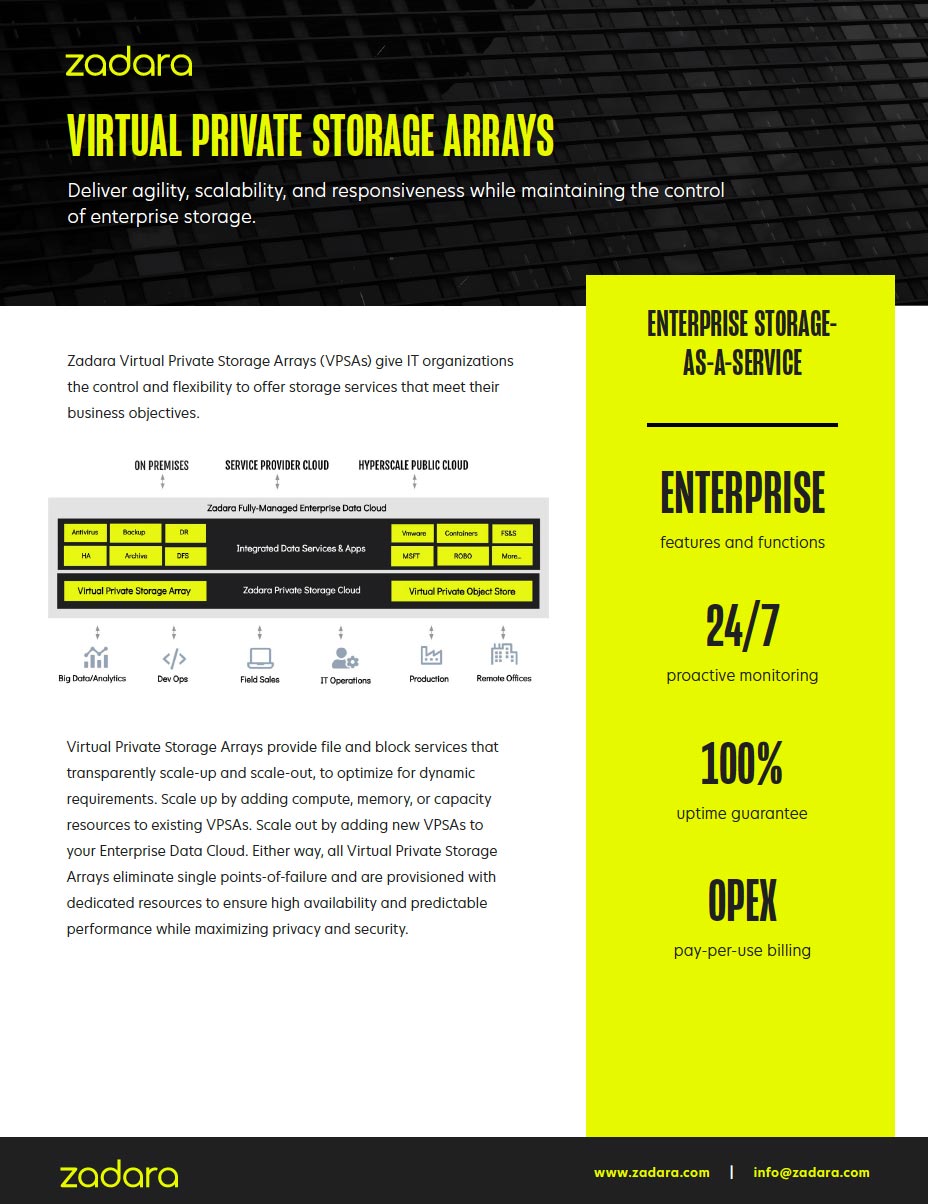 zadara
VIRTUAL PRIVATE STORAGE ARRAYS
Deliver agility, scalability, and responsiveness while maintaining the control
of enterprise storage.
Zadara Virtual Private Storage Arrays (VPSAs) give IT organizations
the control and flexibility to offer storage services that meet their
business objectives.
ON PREMISES
SERVICE PROVIDER CLOUD
HYPERSCALE PUBLIC CLOUD
Zadara Fully-Managed Enterprise Data Cloud
Antivirus
Backup
DR
HA
Archive
DFS
Integrated Data Services & Apps
Vmware
Containers
FS&S
MSFT
ROBO
More...
Virtual Private Storage Array
Zadara Private Storage Cloud
Virtual Private Object Store
Big Data/Analytics
Dev Ops
Field Sales
IT Operations
Production
Remote Offices
Virtual Private Storage Arrays provide file and block services that
transparently scale-up and scale-out, to optimize for dynamic
requirements. Scale up by adding compute, memory, or capacity
resources to existing VPSAs. Scale out by adding new VPSAs to
your Enterprise Data Cloud. Either way, all Virtual Private Storage
Arrays eliminate single points-of-failure and are provisioned with
dedicated resources to ensure high availability and predictable
performance while maximizing privacy and security.
ENTERPRISE STORAGE-
AS-A-SERVICE
ENTERPRISE
features and functions
24/7
proactive monitoring
100%
uptime guarantee
OPEX
pay-per-use billing
zadara
www.zadara.com | info@zadara.com